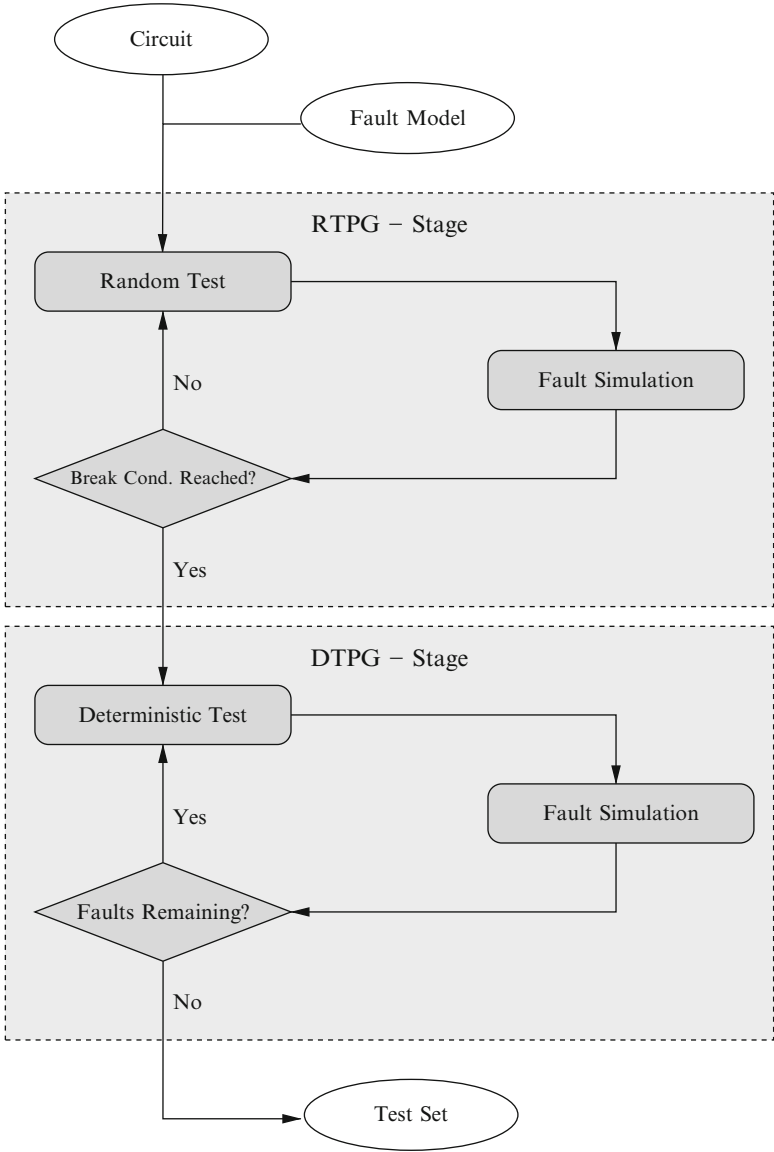 Circuit
Fault Model
RTPG – Stage
Random Test
Fault Simulation
No
Break Cond. Reached?
Yes
DTPG – Stage
Deterministic Test
Fault Simulation
Yes
Faults Remaining?
No
Test Set